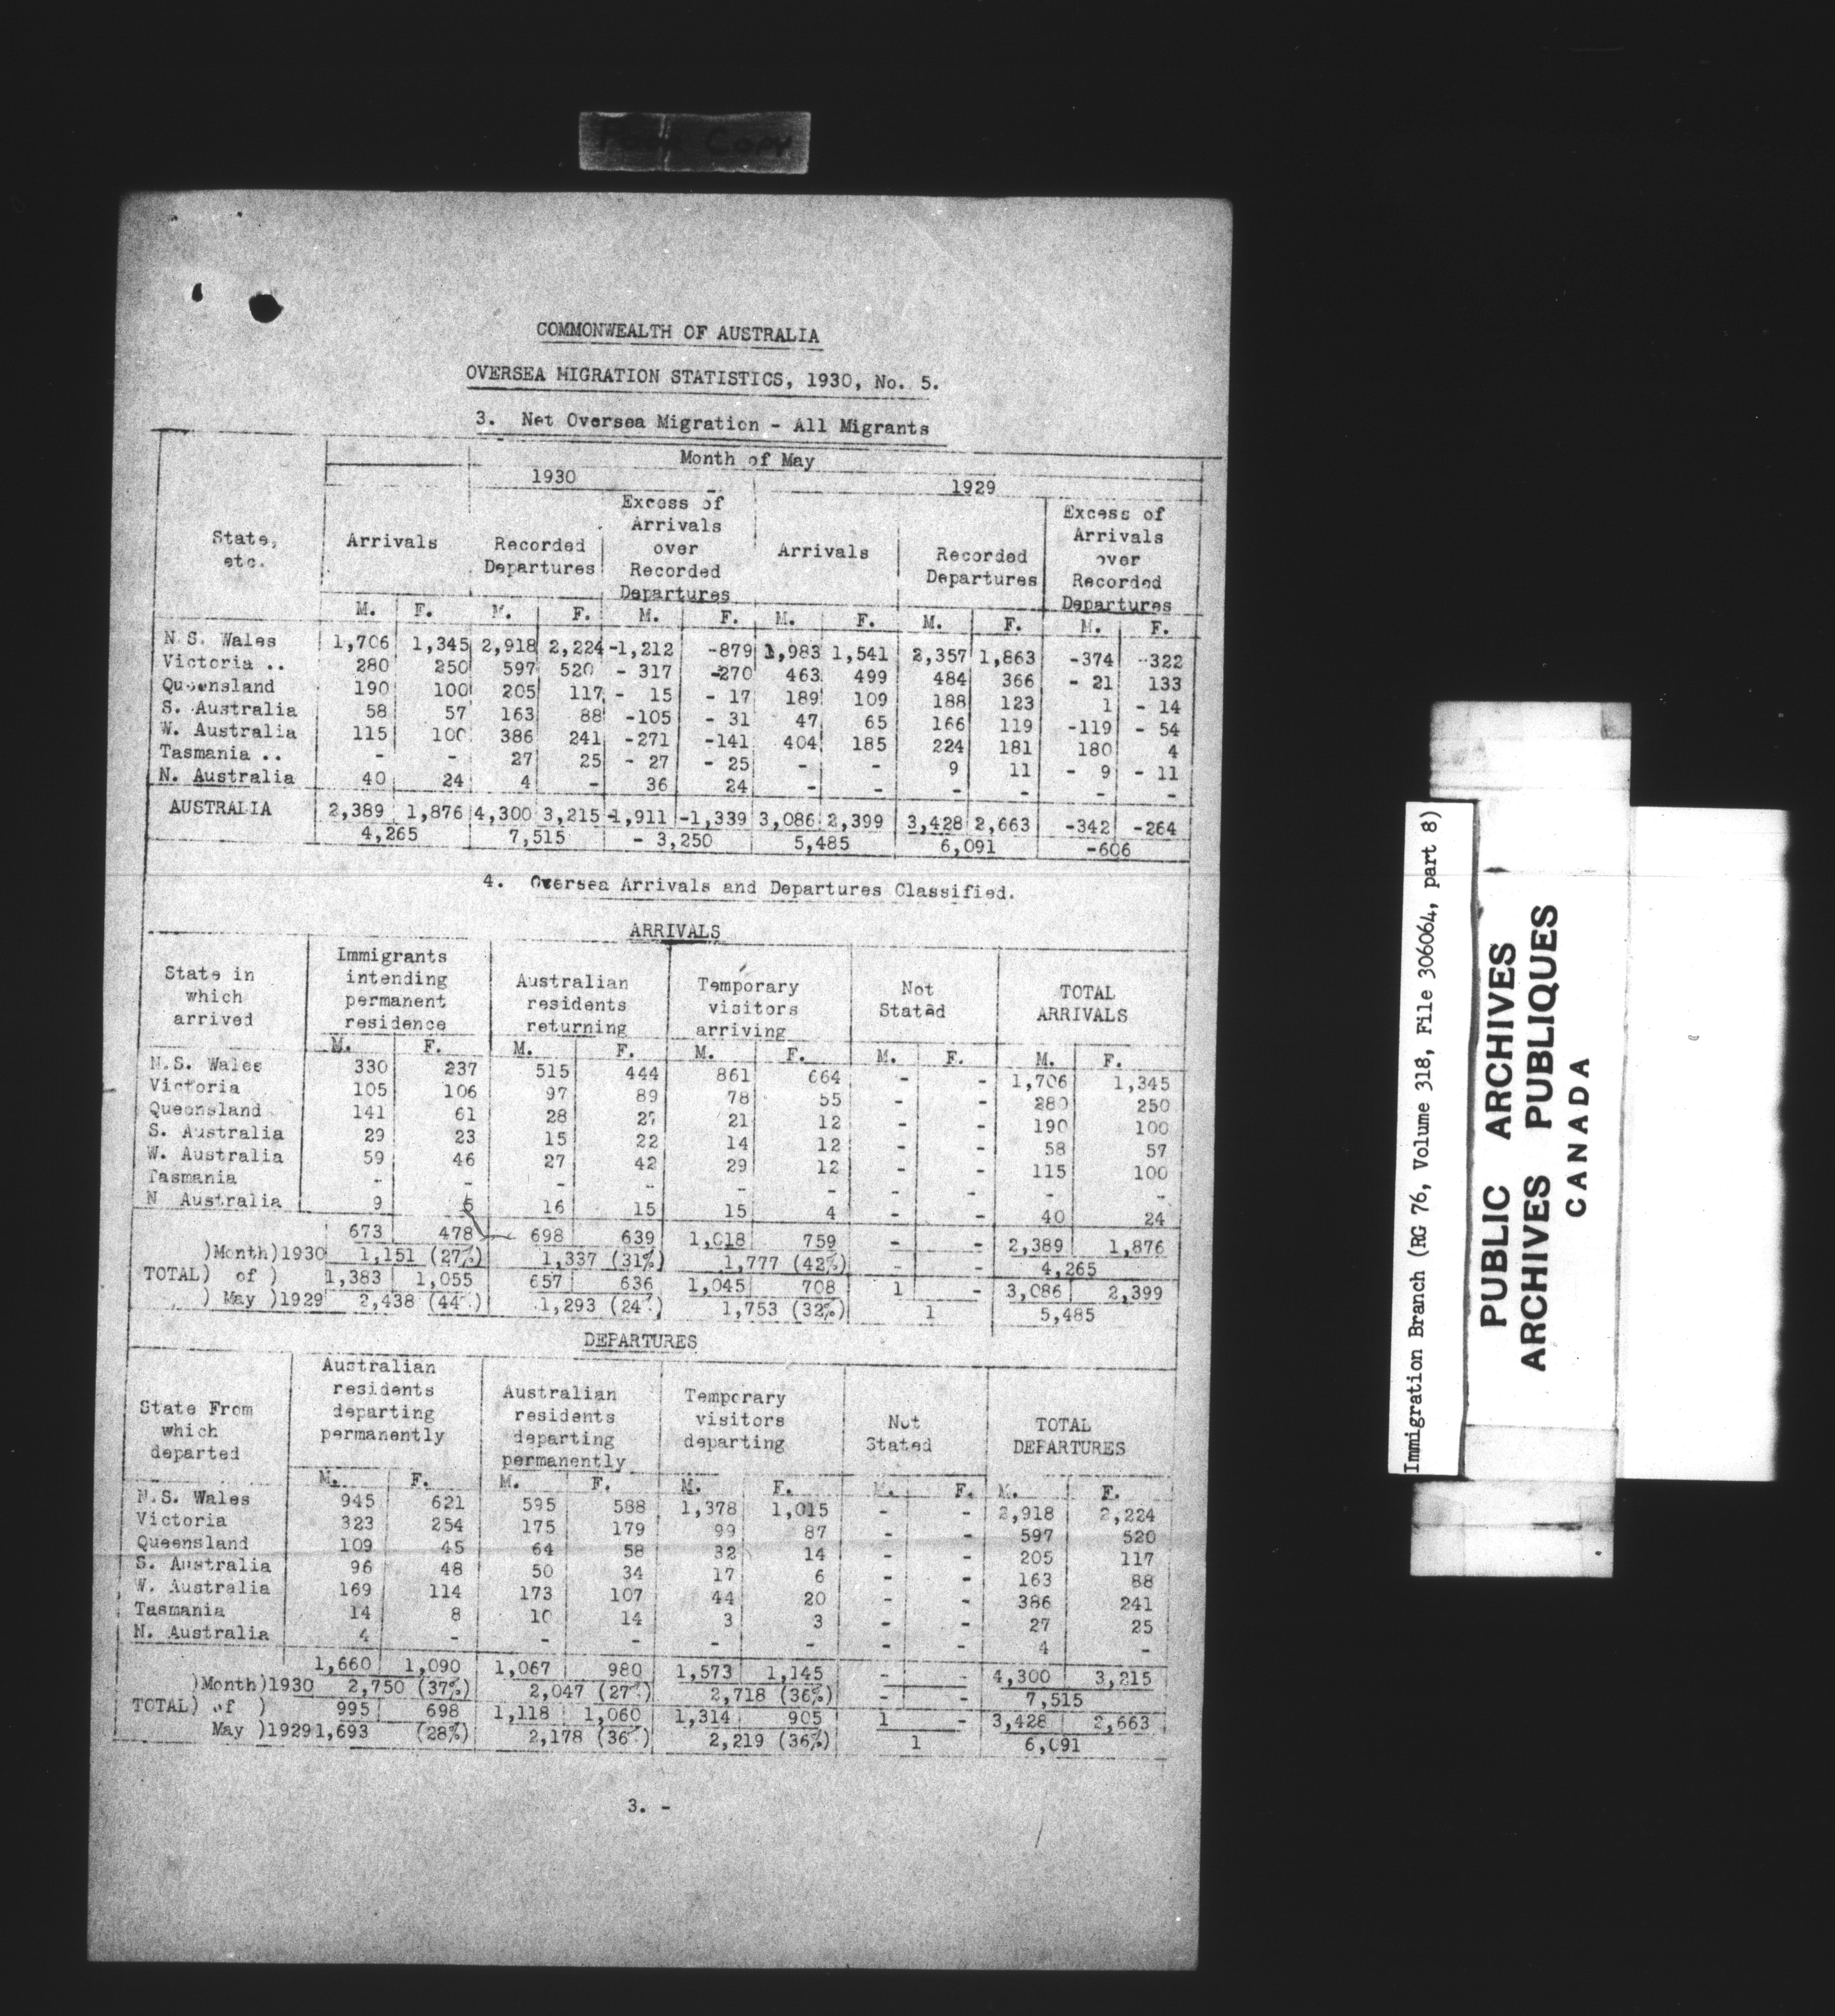 Poor Copy
COMMONWEALTH OF AUSTRALIA
OVERSEA MIGRATION STATISTICS, 1930, No. 5.
3. Net Oversea Migration - All Migrants
Month of May
1930 1929
State, etc. Arrivals Recorded Departures Excess of Arrivals over Recorded Departures Arrivals Recorded Departures Excess of Arrivals over Recorded Departures
M. F. M. F. M. F. M. F. M. F. M. F.
N.S. Wales 1,706 1,345 2,918 2,224 -1,212 -879 1,983 1,541 2,357 1,863 -374 -322
Victoria .. 280 250 597 520 - 317 -270 463 499 484 366 - 21 133
Queensland 190 100 205 117 - 15 - 17 189 109 188 123 1 - 14
S. Australia 58 57 163 88 -105 - 31 47 65 166 119 -119 - 54
W. Australia 115 100 386 241 -271 -141 404 185 224 181 180 4
Tasmania .. - - 27 25 - 27 - 25 - - 9 11 - 9 - 11
N. Australia 40 24 4 - 36 24 - - - - - -
AUSTRALIA 2,389 1,876 4,300 3,215 -1,911 -1,339 3,086 2,399 3,428 2,663 -342 -264
4,265 7,515 - 3,250 5,485 6,091 -606
4. Oversea Arrivals and Departures Classified.
ARRIVALS
State in which arrived Immigrants intending permanent residence Australian residents returning Temporary visitors arriving Not Stated TOTAL ARRIVALS
M. F. M. F. M. F. M. F. M. F.
N.S. Wales 330 237 515 444 861 664 - - 1,706 1,345
Victoria 105 106 97 89 78 55 - - 280 250
Queensland 141 61 28 27 21 12 - - 190 100
S. Australia 29 23 15 22 14 12 - - 58 57
W. Australia 59 46 27 42 29 12 - - 115 100
Tasmania - - - - - - - - - -
N Australia 9 5 16 15 15 4 - - 40 24
673 478 698 639 1,018 759 - - 2,389 1,876
)Month)1930 1,151 (27%) 1,337 (31%) 1,777 (42%) - - 4,265
TOTAL) of ) 1,383 1,055 657 636 1,045 708 1 - 3,086 2,399
) May )1929 2,438 (44%) 1,293 (24%) 1,753 (32%) 1 5,485
DEPARTURES
State From which departed Australian residents departing permanently Australian residents departing permanently Temporary visitors departing Not Stated TOTAL DEPARTURES
M. F. M. F. M. F. M. F. M. F.
N.S. Wales 945 621 595 588 1,378 1,015 - - 2,918 2,224
Victoria 323 254 175 179 99 87 - - 597 520
Queensland 109 45 64 58 32 14 - - 205 117
S. Australia 96 48 50 34 17 6 - - 163 88
W. Australia 169 114 173 107 44 20 - - 386 241
Tasmania 14 8 10 14 3 3 - - 27 25
N. Australia 4 - - - - - - - 4 -
1,660 1,090 1,067 980 1,573 1,145 - - 4,300 3,215
)Month)1930 2,750 (37%) 2,047 (27%) 2,718 (36%) - - 7,515
TOTAL) of ) 995 698 1,118 1,060 1,314 905 1 - 3,428 2,663
May )1929 1,693 (28%) 2,178 (36%) 2,219 (36%) 1 6,091
3. -
Immigration Branch (RG 76, Volume 318, File 306064, part 8)
PUBLIC ARCHIVES
ARCHIVES PUBLIQUES
CANADA